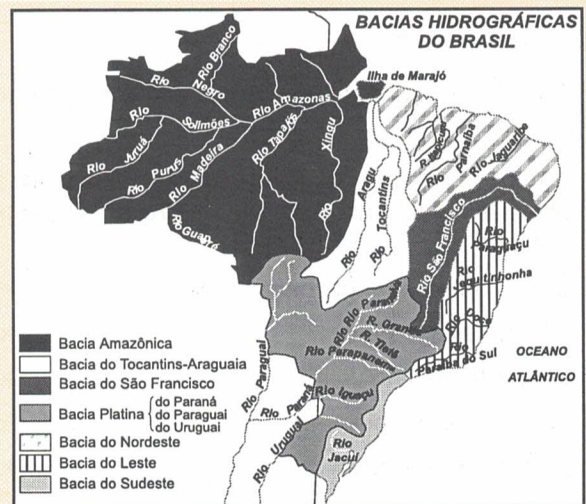 BACIAS HIDROGRÁFICAS
DO BRASIL
Ilha de Marajó
Rio Branco
Rio Negro
Rio Amazonas
Rio Solimões
Rio Juruá
Rio Purus
Rio Madeira
Rio Tapajós
Rio Xingu
Rio Guaporé
Rio Araguaia
Rio Tocantins
Rio Parnaíba
Rio Jaguaribe
Rio São Francisco
Rio Paraguaçu
Rio Jequitinhonha
Rio Doce
Rio Paraíba do Sul
Rio
R. Grande
R. Tietê
Rio Parapanema
Rio Iguaçu
Rio Paraguai
Rio Paraná
Rio Uruguai
Rio Jacuí
OCEANO
ATLÂNTICO
Bacia Amazônica
Bacia do Tocantins-Araguaia
Bacia do São Francisco
Bacia Platina { do Paraná
do Paraguai
do Uruguai
Bacia do Nordeste
Bacia do Leste
Bacia do Sudeste